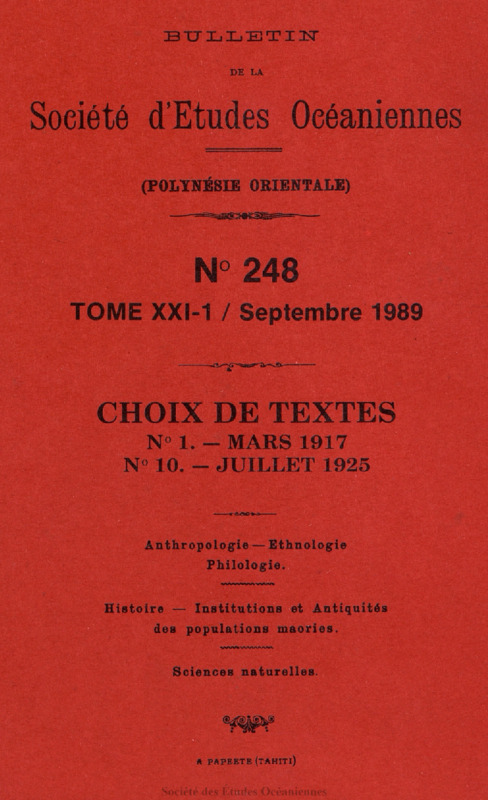 BULLETIN
DE LA
Société d'Etudes Océaniennes
(POLYNÉSIE ORIENTALE)
N° 248
TOME XXI-1 / Septembre 1989
CHOIX DE TEXTES
N° 1. — MARS 1917
N° 10. — JUILLET 1925
Anthropologie — Ethnologie
Philologie.
Histoire — Institutions et Antiquités
des populations maories.
Sciences naturelles.
A PAPEETE (TAHITI)
Société des Etudes Océaniennes